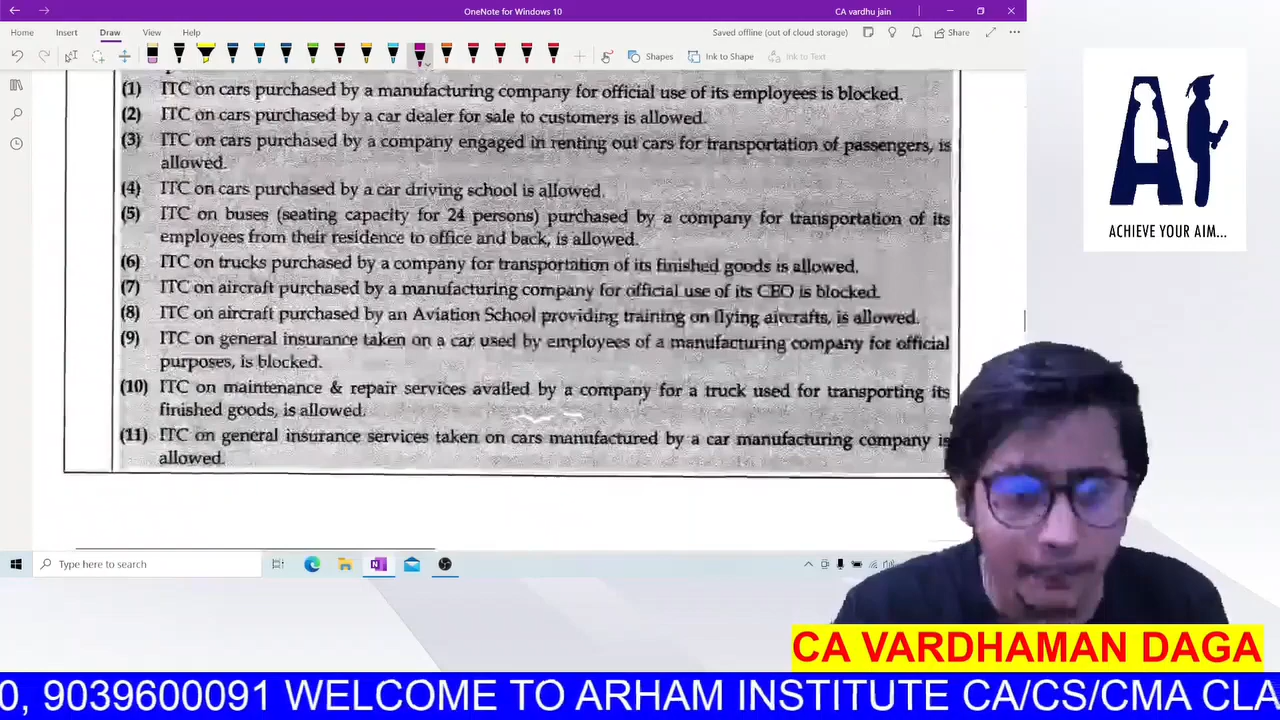 OneNote for Windows 10
CA vardhu jain
Home Insert Draw View Help
Saved offline (out of cloud storage)
Share
Shapes
Ink to Shape
Ink to Text
(1) ITC on cars purchased by a manufacturing company for official use of its employees is blocked.
(2) ITC on cars purchased by a car dealer for sale to customers is allowed.
(3) ITC on cars purchased by a company engaged in renting out cars for transportation of passengers, is
allowed.
(4) ITC on cars purchased by a car driving school is allowed.
(5) ITC on buses (seating capacity for 24 persons) purchased by a company for transportation of its
employees from their residence to office and back, is allowed.
(6) ITC on trucks purchased by a company for transportation of its finished goods is allowed.
(7) ITC on aircraft purchased by a manufacturing company for official use of its CEO is blocked.
(8) ITC on aircraft purchased by an Aviation School providing training on flying aircrafts, is allowed.
(9) ITC on general insurance taken on a car used by employees of a manufacturing company for official
purposes, is blocked.
(10) ITC on maintenance & repair services availed by a company for a truck used for transporting its
finished goods, is allowed.
(11) ITC on general insurance services taken on cars manufactured by a car manufacturing company is
allowed.
Type here to search
A
ACHIEVE YOUR AIM...
CA VARDHAMAN DAGA
0, 9039600091 WELCOME TO ARHAM INSTITUTE CA/CS/CMA CLA